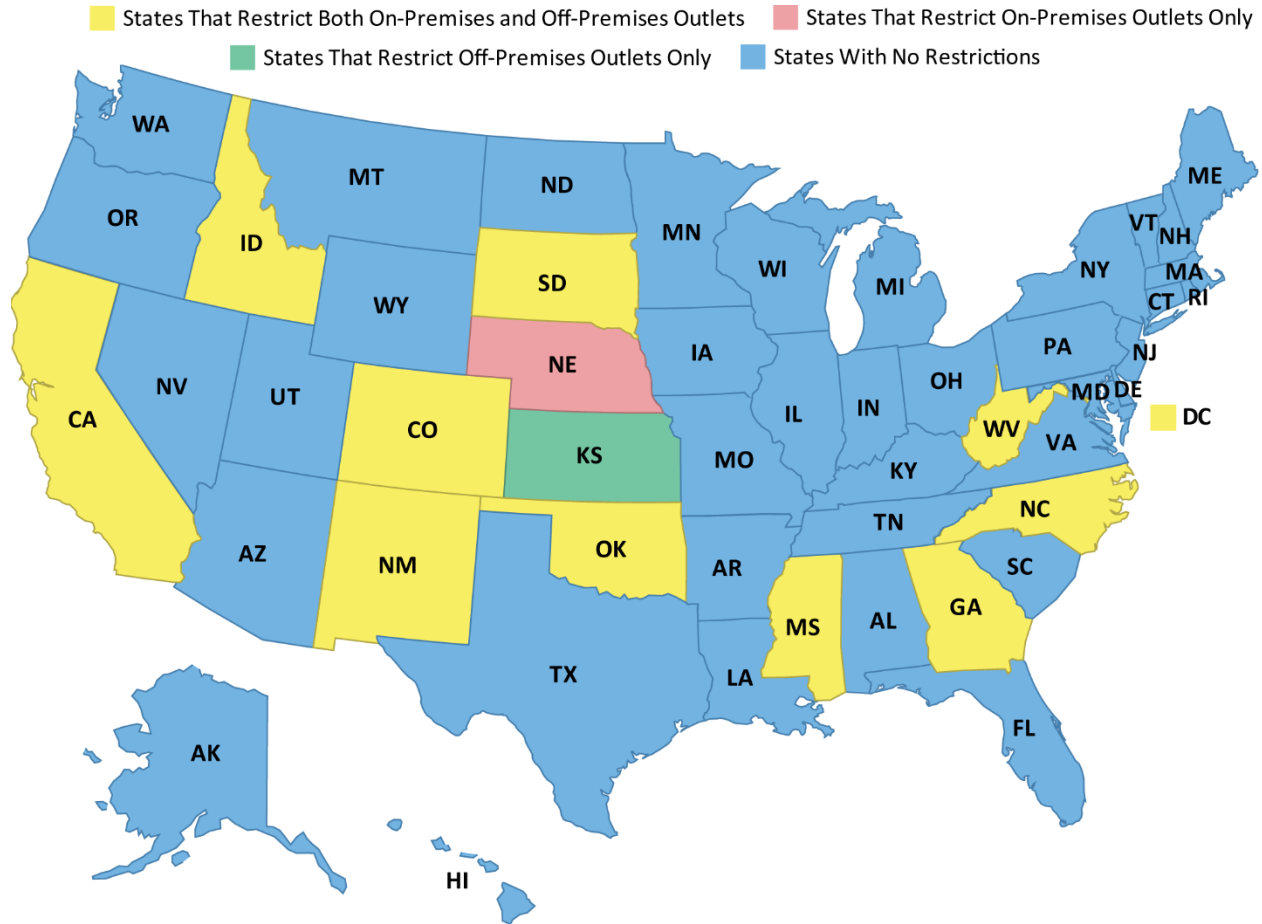 States That Restrict Both On-Premises and Off-Premises Outlets
States That Restrict On-Premises Outlets Only
States That Restrict Off-Premises Outlets Only
States With No Restrictions
WA
MT
ND
MN
ME
VT
NH
OR
ID
SD
WI
MI
NY
MA
CT
RI
WY
NE
IA
PA
NJ
NV
UT
OH
MD
DE
DC
CA
CO
KS
MO
IL
IN
WV
VA
KY
AZ
NM
OK
AR
TN
NC
SC
MS
AL
GA
TX
LA
FL
AK
HI